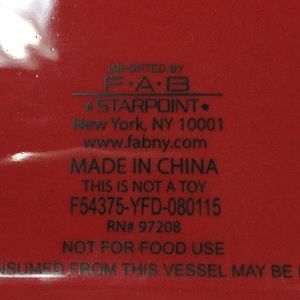 IMPORTED BY
F·A·B
★STARPOINT★
New York, NY 10001
www.fabny.com
MADE IN CHINA
THIS IS NOT A TOY
F54375-YFD-080115
RN# 97208
NOT FOR FOOD USE
NSUMED FROM THIS VESSEL MAY BE